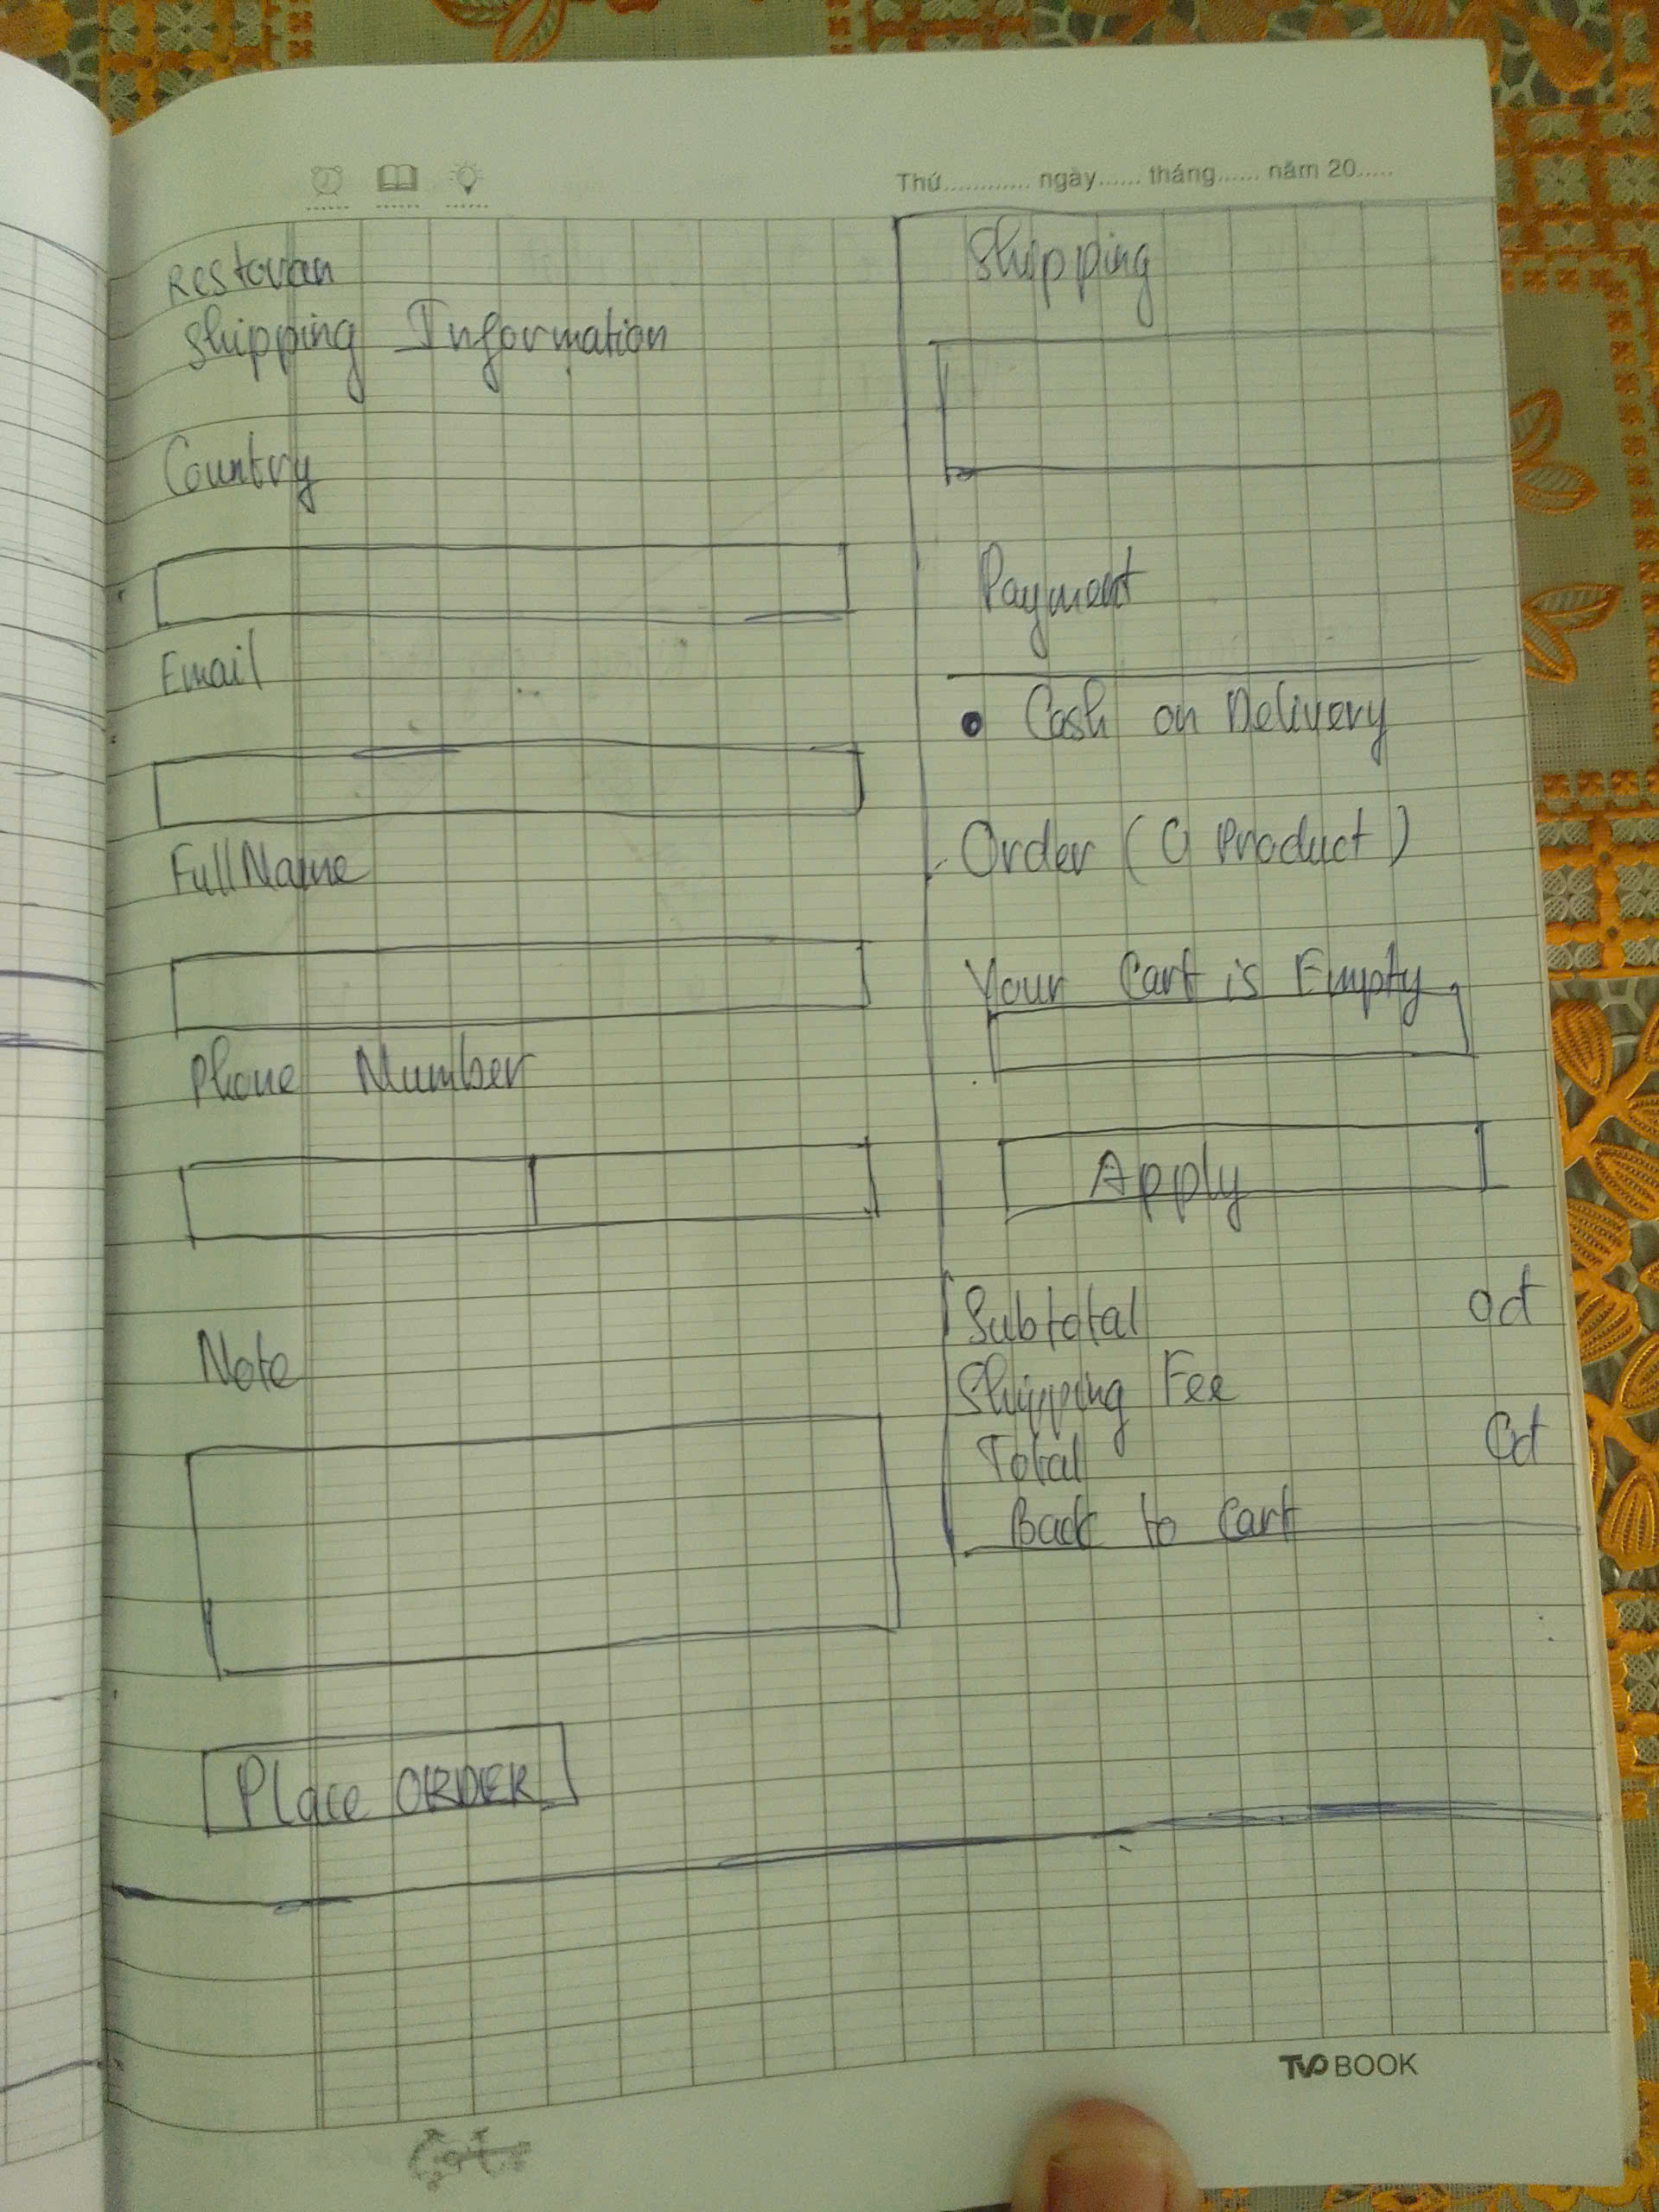 Thứ............ ngày...... tháng...... năm 20.....
Restoran
Shipping Information
Country
Email
FullName
Phone Number
Note
Place ORDER
Shipping
Payment
• Cash on Delivery
Order (0 Product)
Your Cart is Empty
Apply
Subtotal 0đ
Shipping Fee
Total 0đ
Back to Cart
TVO BOOK